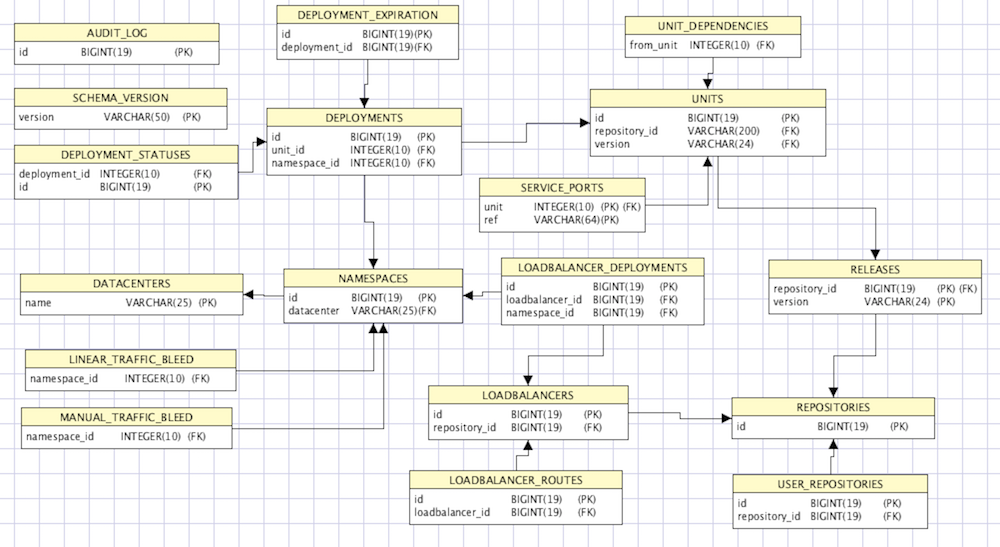 AUDIT_LOG
id BIGINT(19) (PK)
DEPLOYMENT_EXPIRATION
id BIGINT(19)(PK)
deployment_id BIGINT(19)(FK)
UNIT_DEPENDENCIES
from_unit INTEGER(10) (FK)
SCHEMA_VERSION
version VARCHAR(50) (PK)
DEPLOYMENTS
id BIGINT(19) (PK)
unit_id INTEGER(10) (FK)
namespace_id INTEGER(10) (FK)
UNITS
id BIGINT(19) (PK)
repository_id VARCHAR(200) (FK)
version VARCHAR(24) (FK)
DEPLOYMENT_STATUSES
deployment_id INTEGER(10) (FK)
id BIGINT(19) (PK)
SERVICE_PORTS
unit INTEGER(10) (PK) (FK)
ref VARCHAR(64)(PK)
DATACENTERS
name VARCHAR(25) (PK)
NAMESPACES
id BIGINT(19) (PK)
datacenter VARCHAR(25)(FK)
LOADBALANCER_DEPLOYMENTS
id BIGINT(19) (PK)
loadbalancer_id BIGINT(19) (FK)
namespace_id BIGINT(19) (FK)
RELEASES
repository_id BIGINT(19) (PK) (FK)
version VARCHAR(24) (PK)
LINEAR_TRAFFIC_BLEED
namespace_id INTEGER(10) (FK)
MANUAL_TRAFFIC_BLEED
namespace_id INTEGER(10) (FK)
LOADBALANCERS
id BIGINT(19) (PK)
repository_id BIGINT(19) (FK)
REPOSITORIES
id BIGINT(19) (PK)
LOADBALANCER_ROUTES
id BIGINT(19) (PK)
loadbalancer_id BIGINT(19) (FK)
USER_REPOSITORIES
id BIGINT(19) (PK)
repository_id BIGINT(19) (FK)